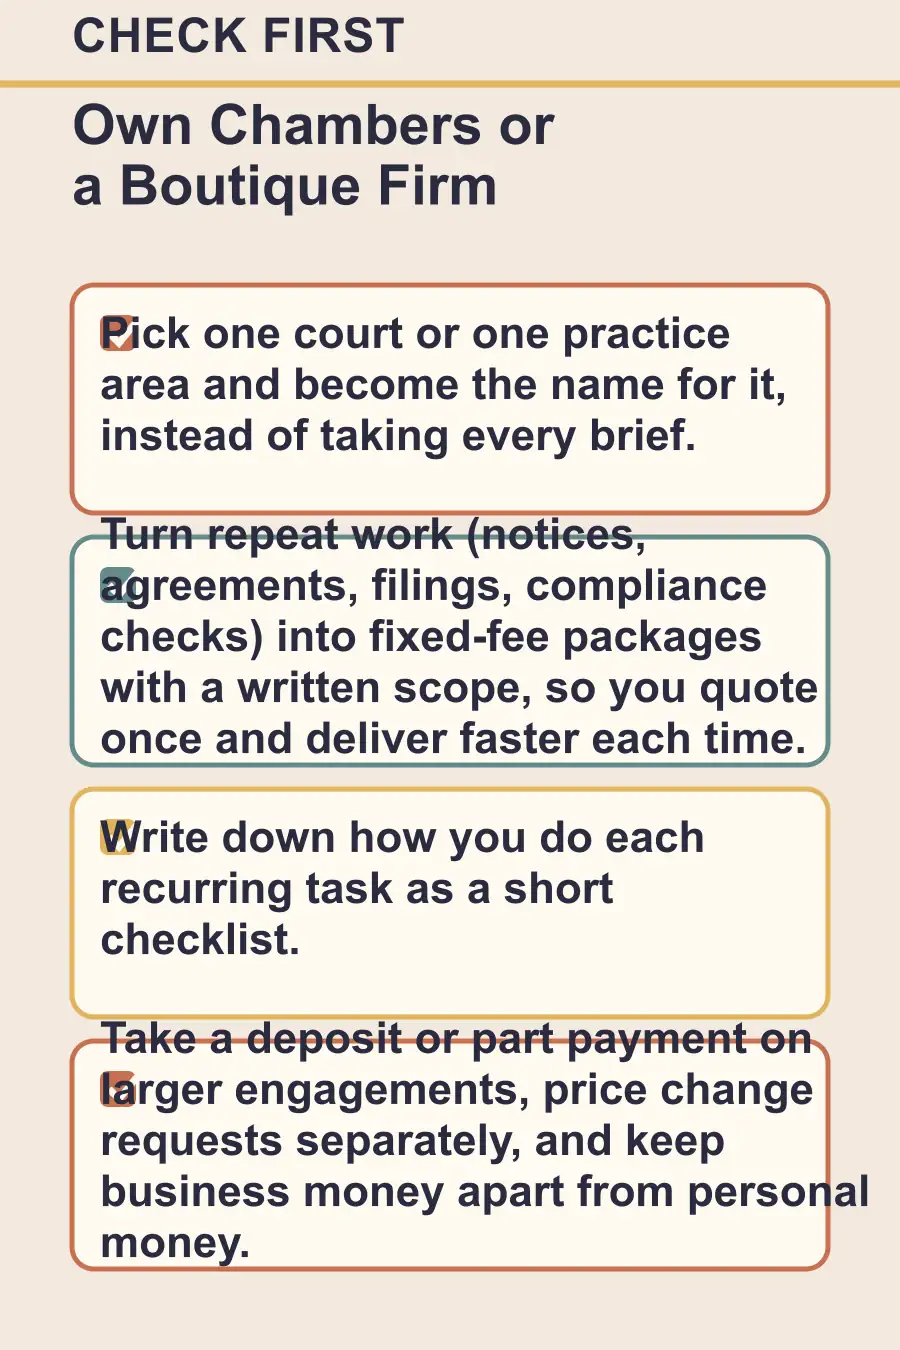 CHECK FIRST
Own Chambers or
a Boutique Firm
Pick one court or one practice
area and become the name for it,
instead of taking every brief.
Turn repeat work (notices,
agreements, filings, compliance
checks) into fixed-fee packages
with a written scope, so you quote
once and deliver faster each time.
Write down how you do each
recurring task as a short
checklist.
Take a deposit or part payment on
larger engagements, price change
requests separately, and keep
business money apart from personal
money.